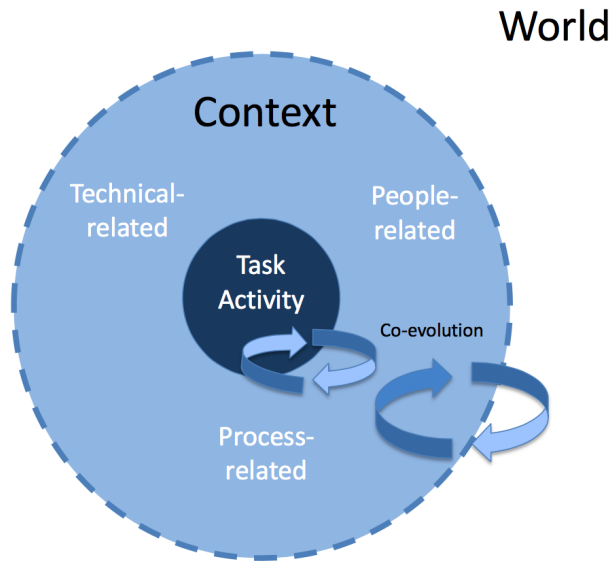 World
Context
Technical-
related
People-
related
Task
Activity
Co-evolution
Process-
related